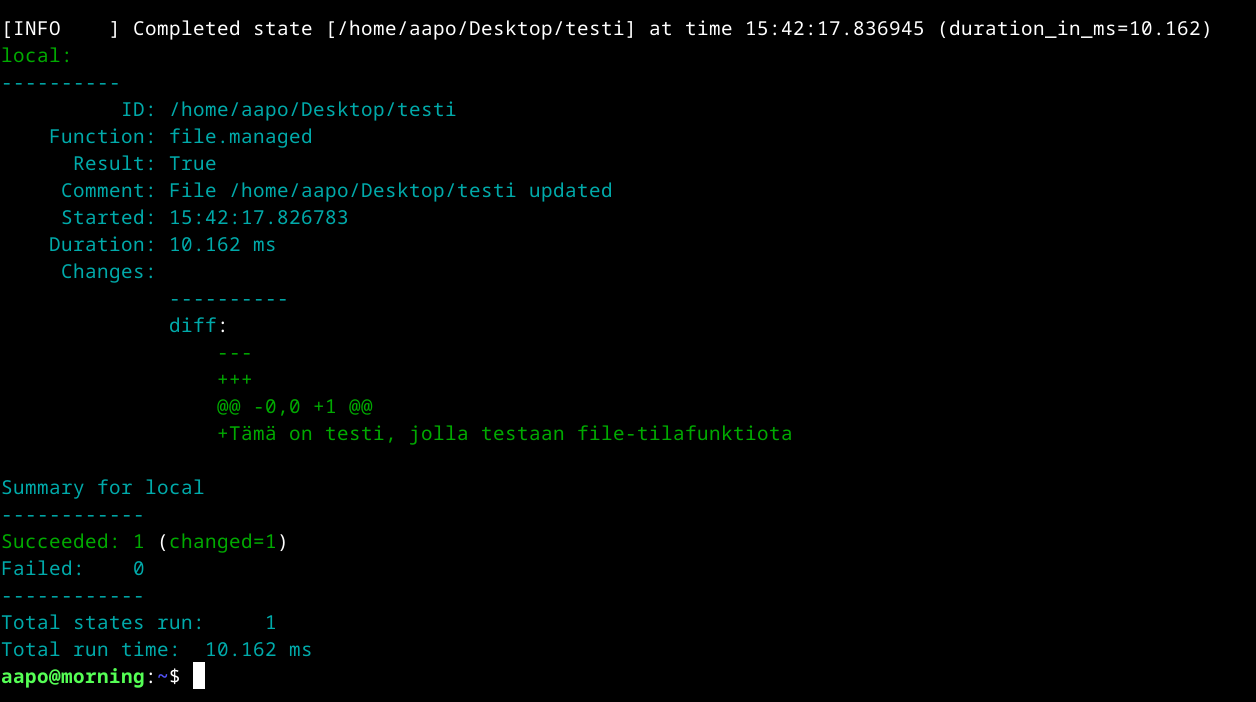 [INFO    ] Completed state [/home/aapo/Desktop/testi] at time 15:42:17.836945 (duration_in_ms=10.162)
local:
----------
          ID: /home/aapo/Desktop/testi
    Function: file.managed
      Result: True
     Comment: File /home/aapo/Desktop/testi updated
     Started: 15:42:17.826783
    Duration: 10.162 ms
     Changes:
              ----------
              diff:
                  ---
                  +++
                  @@ -0,0 +1 @@
                  +Tämä on testi, jolla testaan file-tilafunktiota

Summary for local
------------
Succeeded: 1 (changed=1)
Failed:    0
------------
Total states run:     1
Total run time:  10.162 ms
aapo@morning:~$